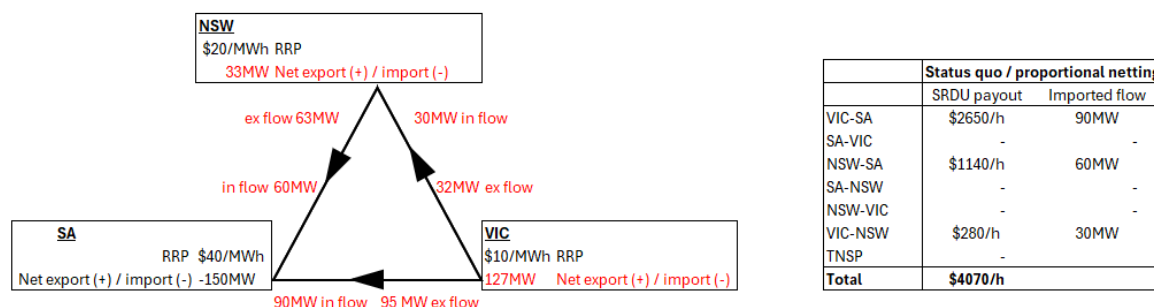 NSW
$20/MWh RRP
33MW Net export (+) / import (-)
ex flow 63MW
30MW in flow
in flow 60MW
32MW ex flow
SA
RRP $40/MWh
Net export (+) / import (-) -150MW
VIC
$10/MWh RRP
127MW Net export (+) / import (-)
90MW in flow 95 MW ex flow
Status quo / proportional netting
SRDU payout Imported flow
VIC-SA $2650/h 90MW
SA-VIC - -
NSW-SA $1140/h 60MW
SA-NSW - -
NSW-VIC - -
VIC-NSW $280/h 30MW
TNSP -
Total $4070/h